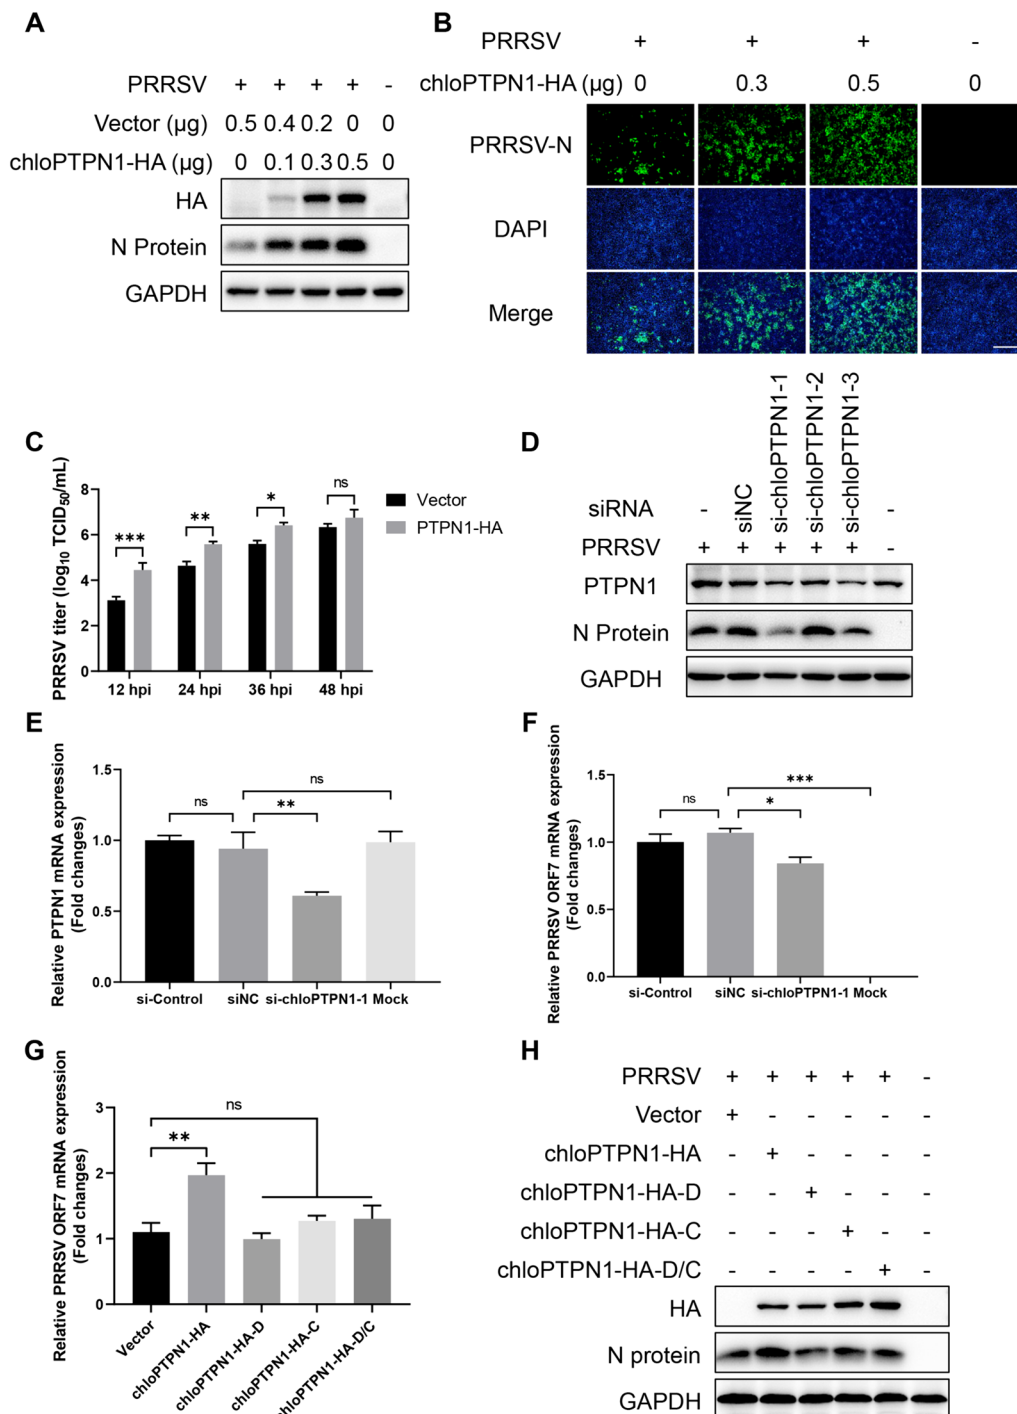 A
PRRSV + + + + -
Vector (μg) 0.5 0.4 0.2 0 0
chloPTPN1-HA (μg) 0 0.1 0.3 0.5 0
HA
N Protein
GAPDH
B
PRRSV + + + -
chloPTPN1-HA (μg) 0 0.3 0.5 0
PRRSV-N
DAPI
Merge
C
PRRSV titer (log10 TCID50/mL)
8
6
4
2
0
*** ** * ns
12 hpi 24 hpi 36 hpi 48 hpi
Vector
PTPN1-HA
D
siRNA - siNC si-chloPTPN1-1 si-chloPTPN1-2 si-chloPTPN1-3 -
PRRSV + + + + + -
PTPN1
N Protein
GAPDH
E
Relative PTPN1 mRNA expression
(Fold changes)
1.5
1.0
0.5
0.0
ns
ns **
si-Control siNC si-chloPTPN1-1 Mock
F
Relative PRRSV ORF7 mRNA expression
(Fold changes)
1.5
1.0
0.5
0.0
***
ns *
si-Control siNC si-chloPTPN1-1 Mock
G
Relative PRRSV ORF7 mRNA expression
(Fold changes)
3
2
1
0
ns
**
Vector
chloPTPN1-HA
chloPTPN1-HA-D
chloPTPN1-HA-C
chloPTPN1-HA-D/C
H
PRRSV + + + + + -
Vector + - - - - -
chloPTPN1-HA - + - - - -
chloPTPN1-HA-D - - + - - -
chloPTPN1-HA-C - - - + - -
chloPTPN1-HA-D/C - - - - + -
HA
N protein
GAPDH